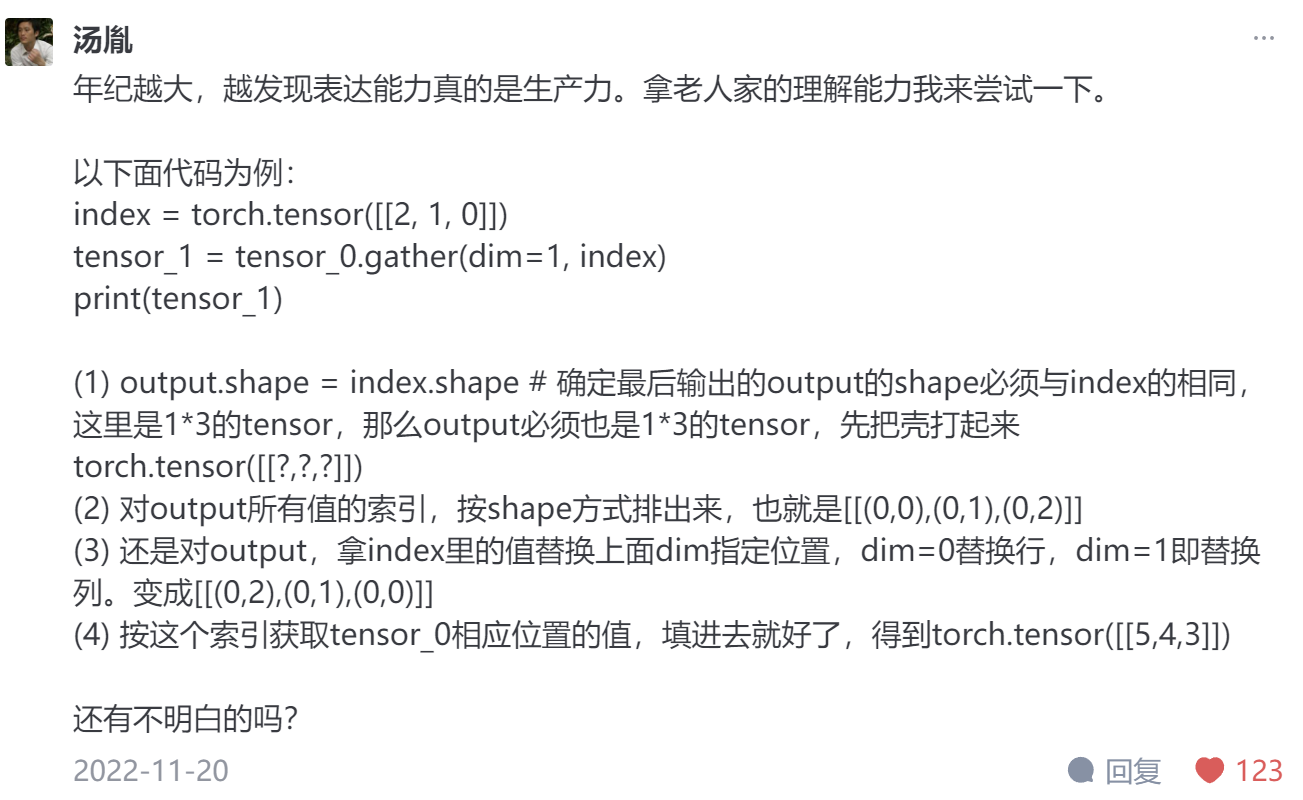 汤胤
年纪越大，越发现表达能力真的是生产力。拿老人家的理解能力我来尝试一下。
以下面代码为例：
index = torch.tensor([[2, 1, 0]])
tensor_1 = tensor_0.gather(dim=1, index)
print(tensor_1)
(1) output.shape = index.shape # 确定最后输出的output的shape必须与index的相同，
这里是1*3的tensor，那么output必须也是1*3的tensor，先把壳打起来
torch.tensor([[?,?,?]])
(2) 对output所有值的索引，按shape方式排出来，也就是[[(0,0),(0,1),(0,2)]]
(3) 还是对output，拿index里的值替换上面dim指定位置，dim=0替换行，dim=1即替换
列。变成[[(0,2),(0,1),(0,0)]]
(4) 按这个索引获取tensor_0相应位置的值，填进去就好了，得到torch.tensor([[5,4,3]])
还有不明白的吗？
2022-11-20 回复 123